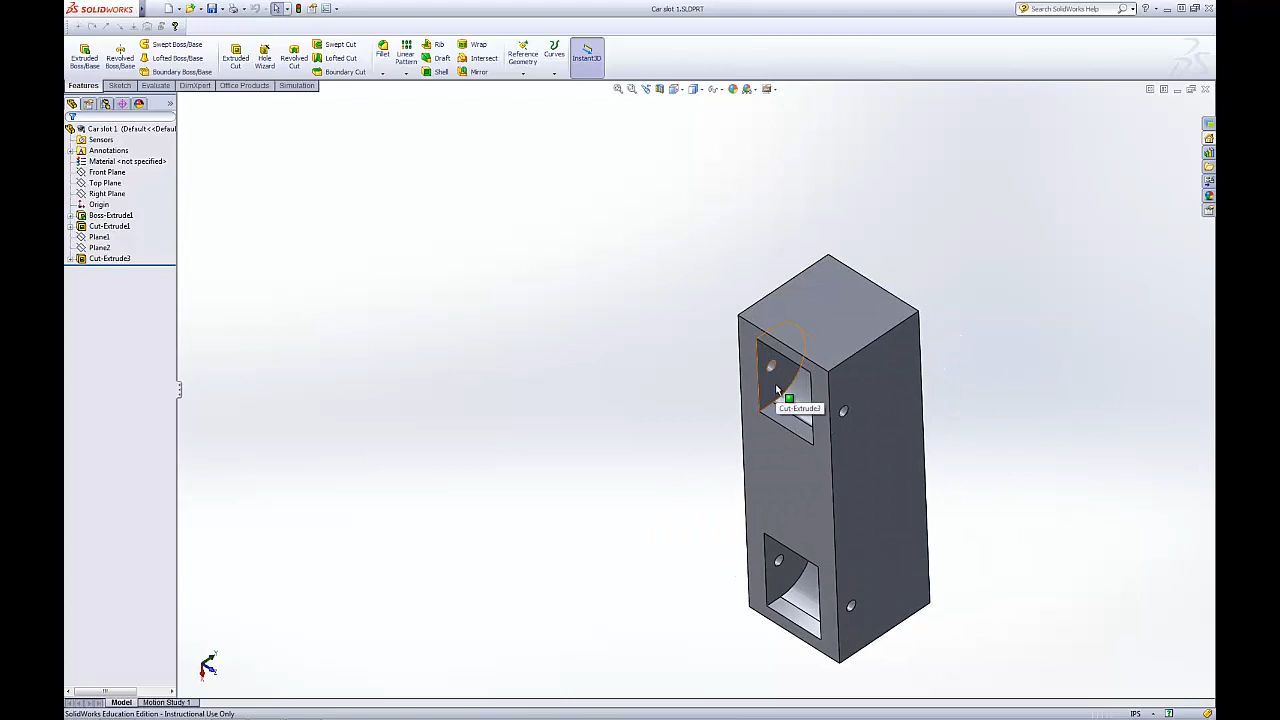 SOLIDWORKS
Car slot 1.SLDPRT
Search SolidWorks Help
Extruded Boss/Base
Revolved Boss/Base
Swept Boss/Base
Lofted Boss/Base
Boundary Boss/Base
Extruded Cut
Hole Wizard
Revolved Cut
Swept Cut
Lofted Cut
Boundary Cut
Fillet
Linear Pattern
Rib
Draft
Shell
Wrap
Intersect
Mirror
Reference Geometry
Curves
Instant3D
Features Sketch Evaluate DimXpert Office Products Simulation
Car slot 1 (Default<<Defaul
Sensors
Annotations
Material <not specified>
Front Plane
Top Plane
Right Plane
Origin
Boss-Extrude1
Cut-Extrude1
Plane1
Plane2
Cut-Extrude3
Cut-Extrude3
Model Motion Study 1
SolidWorks Education Edition - Instructional Use Only
IPS